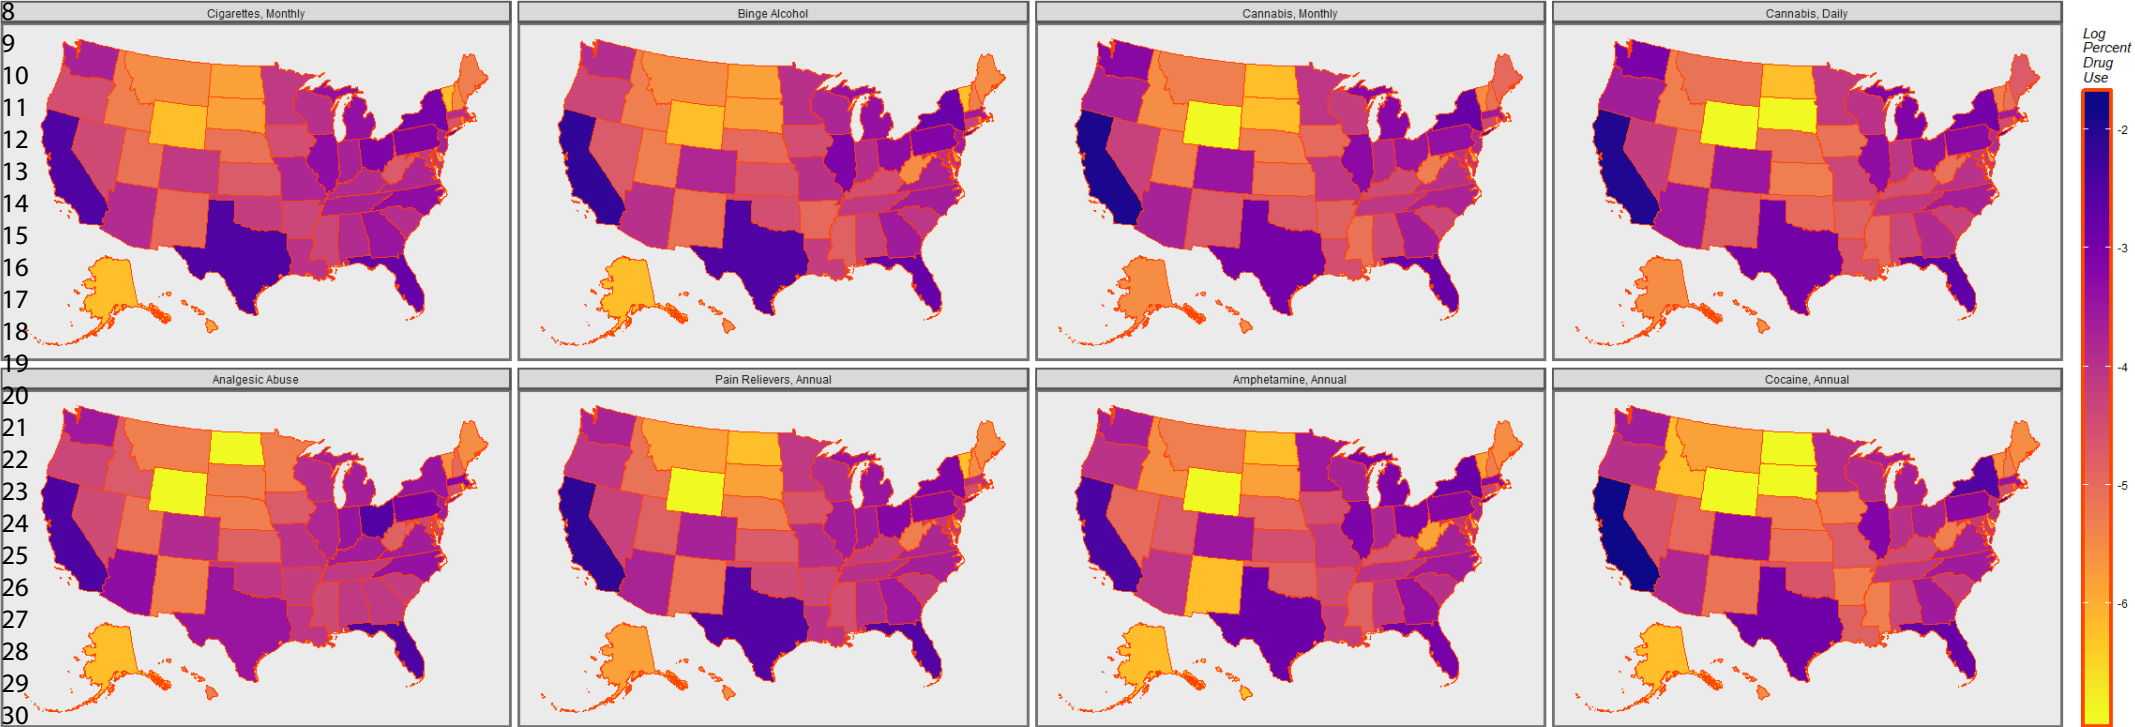 8
Cigarettes, Monthly
Binge Alcohol
Cannabis, Monthly
Cannabis, Daily
Log
Percent
Drug
Use
9
10
11
12
13
14
15
16
17
18
19
-2
-3
-4
-5
-6
Analgesic Abuse
Pain Relievers, Annual
Amphetamine, Annual
Cocaine, Annual
20
21
22
23
24
25
26
27
28
29
30